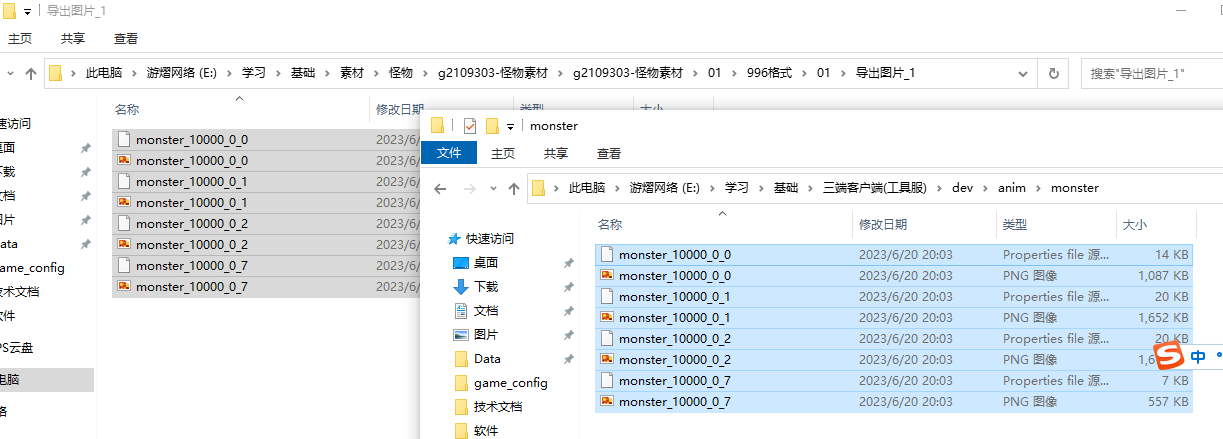 导出图片_1
主页 共享 查看
此电脑 游熠网络 (E:) 学习 基础 素材 怪物 g2109303-怪物素材 g2109303-怪物素材 01 996格式 01 导出图片_1
搜索"导出图片_1"
名称 修改日期
速访问
monster_10000_0_0 2023/6/
monster_10000_0_0 2023/6/
下载
monster_10000_0_1 2023/6/
monster_10000_0_1 2023/6/
monster_10000_0_2 2023/6/
ata
monster_10000_0_2 2023/6/
ame_config
monster_10000_0_7 2023/6/
术文档
monster_10000_0_7 2023/6/
件
PS云盘
电脑
络
monster
文件 主页 共享 查看
此电脑 游熠网络 (E:) 学习 基础 三端客户端(工具服) dev anim monster
名称 修改日期 类型 大小
快速访问
桌面
下载
文档
图片
Data
game_config
技术文档
软件
monster_10000_0_0 2023/6/20 20:03 Properties file 源... 14 KB
monster_10000_0_0 2023/6/20 20:03 PNG 图像 1,087 KB
monster_10000_0_1 2023/6/20 20:03 Properties file 源... 20 KB
monster_10000_0_1 2023/6/20 20:03 PNG 图像 1,652 KB
monster_10000_0_2 2023/6/20 20:03 Properties file 源... 20 KB
monster_10000_0_2 2023/6/20 20:03 PNG 图像
monster_10000_0_7 2023/6/20 20:03 Properties file 源... 7 KB
monster_10000_0_7 2023/6/20 20:03 PNG 图像 557 KB
中